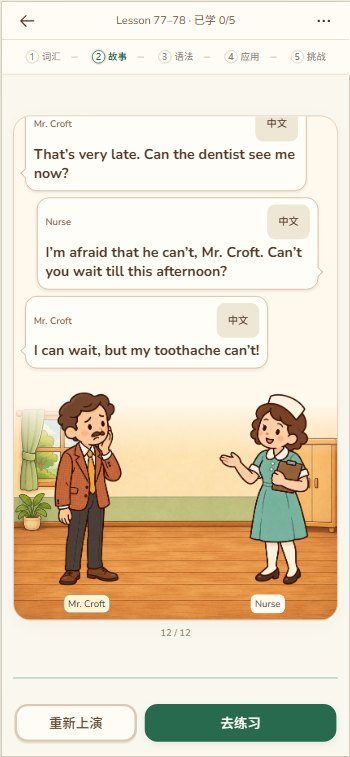 Lesson 77–78 · 已学 0/5
1 词汇 – 2 故事 – 3 语法 – 4 应用 – 5 挑战
Mr. Croft 中文
That's very late. Can the dentist see me
now?
Nurse 中文
I'm afraid that he can't, Mr. Croft. Can't
you wait till this afternoon?
Mr. Croft 中文
I can wait, but my toothache can't!
Mr. Croft Nurse
12 / 12
重新上演 去练习